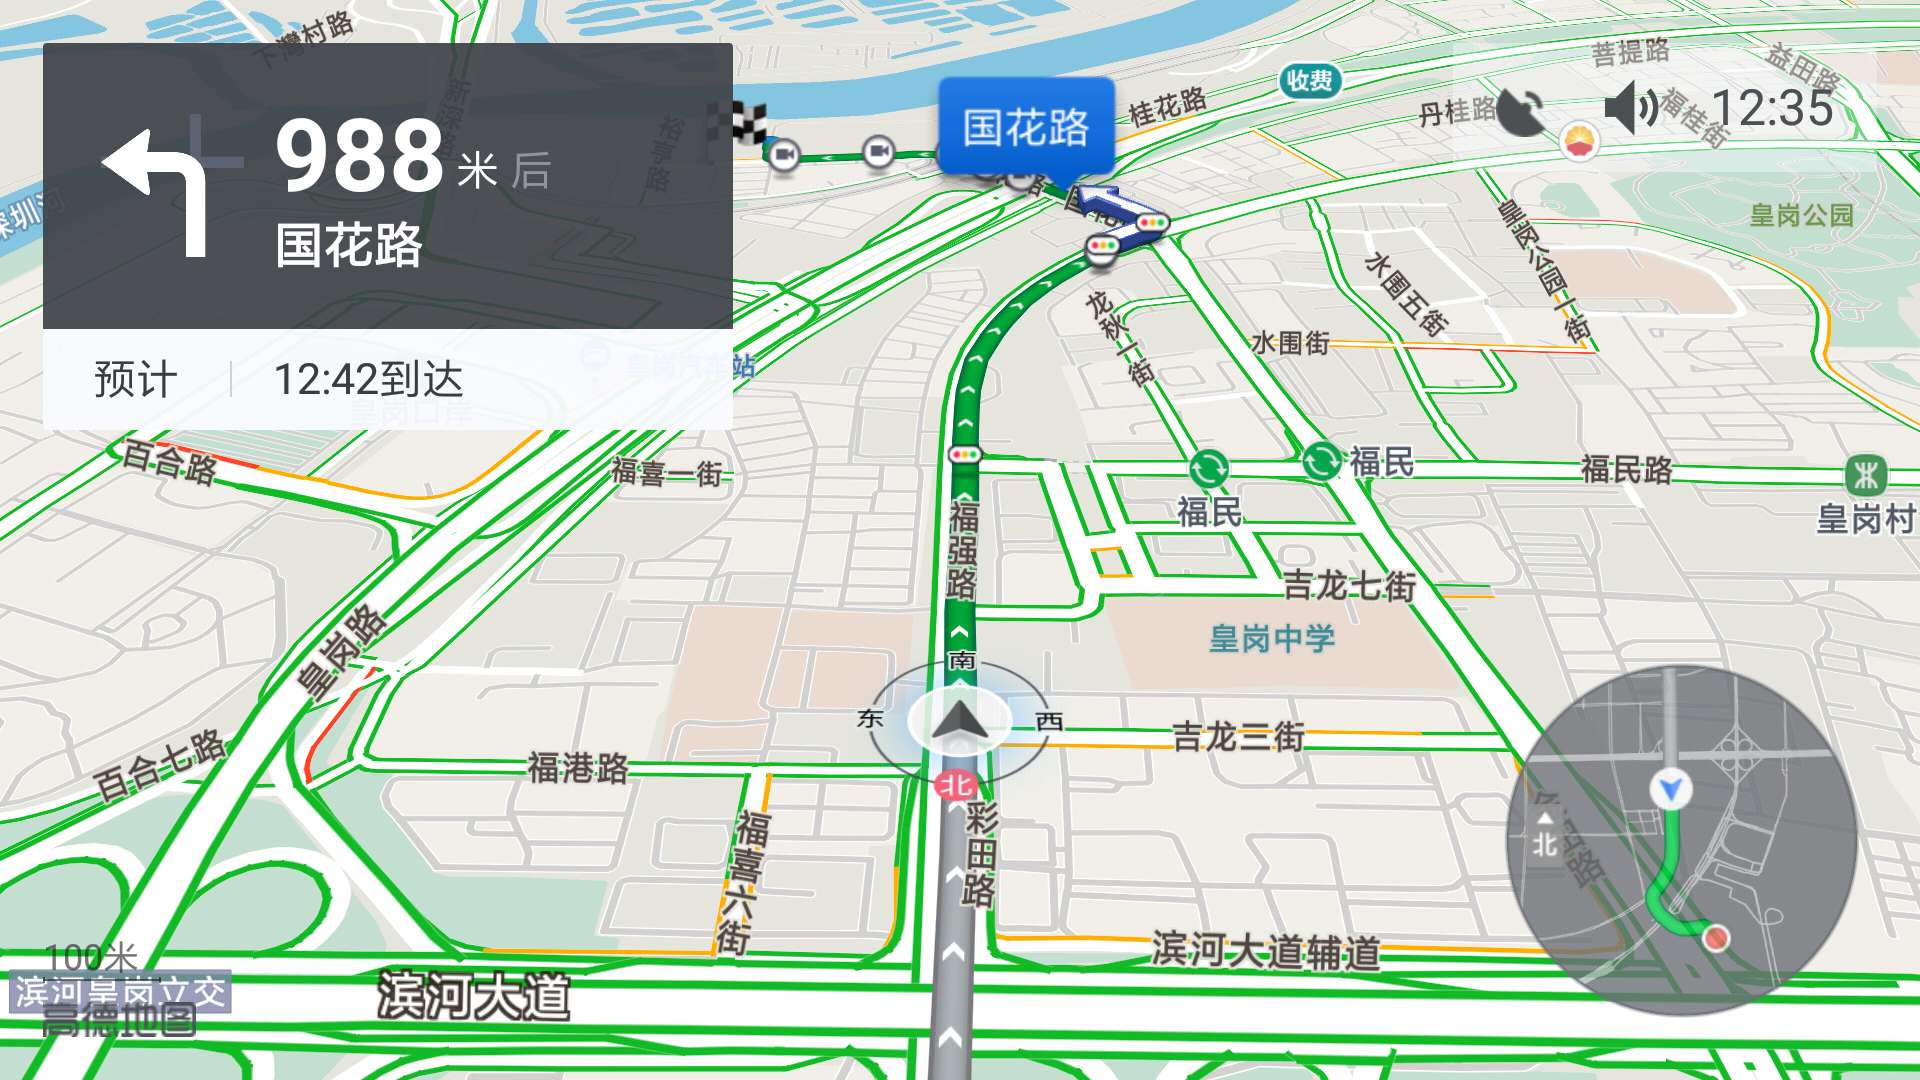 下灣村路
988 米 后
国花路
预计 12:42到达
国花路
桂花路
收费
菩提路
益田路
丹桂路
福桂街
12:35
皇岗公园
皇岗公园一街
水围五街
水围街
龙秋一街
深圳河
百合路
福喜一街
福民
福民
福民路
皇岗村
福强路
吉龙七街
皇岗中学
皇岗路
南
东
西
北
吉龙三街
福港路
百合七路
福喜六街
彩田路
北
滨河大道辅道
滨河大道
100米
滨河皇岗立交
高德地图